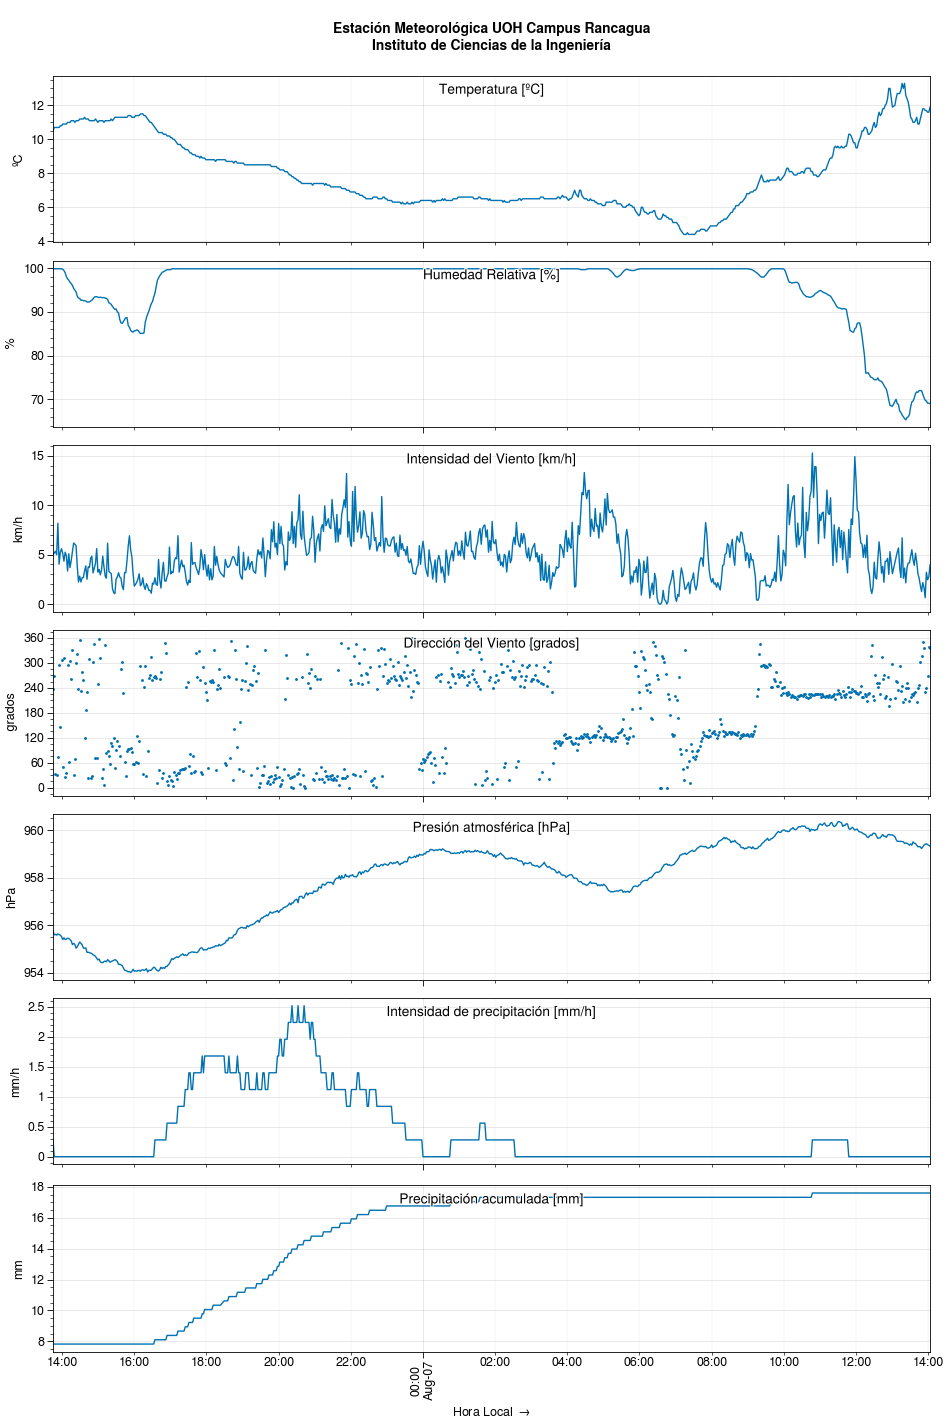 Estación Meteorológica UOH Campus Rancagua
Instituto de Ciencias de la Ingeniería
Temperatura [ºC]
12
10
8
6
4
ºC
Humedad Relativa [%]
100
90
80
70
%
Intensidad del Viento [km/h]
15
10
5
0
km/h
Dirección del Viento [grados]
360
300
240
180
120
60
0
grados
Presión atmosférica [hPa]
960
958
956
954
hPa
Intensidad de precipitación [mm/h]
2.5
2
1.5
1
0.5
0
mm/h
Precipitación acumulada [mm]
18
16
14
12
10
8
mm
14:00 16:00 18:00 20:00 22:00 00:00 02:00 04:00 06:00 08:00 10:00 12:00 14:00
Aug-07
Hora Local →